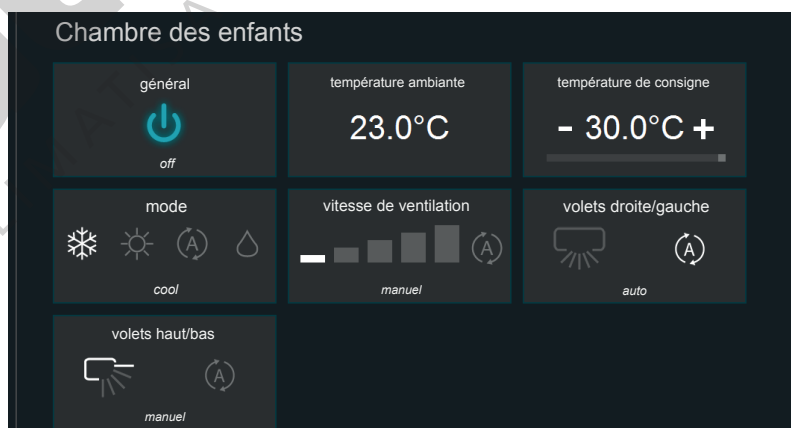 Chambre des enfants
général
off
température ambiante
23.0°C
température de consigne
- 30.0°C +
mode
A
cool
vitesse de ventilation
A
manuel
volets droite/gauche
A
auto
volets haut/bas
A
manuel